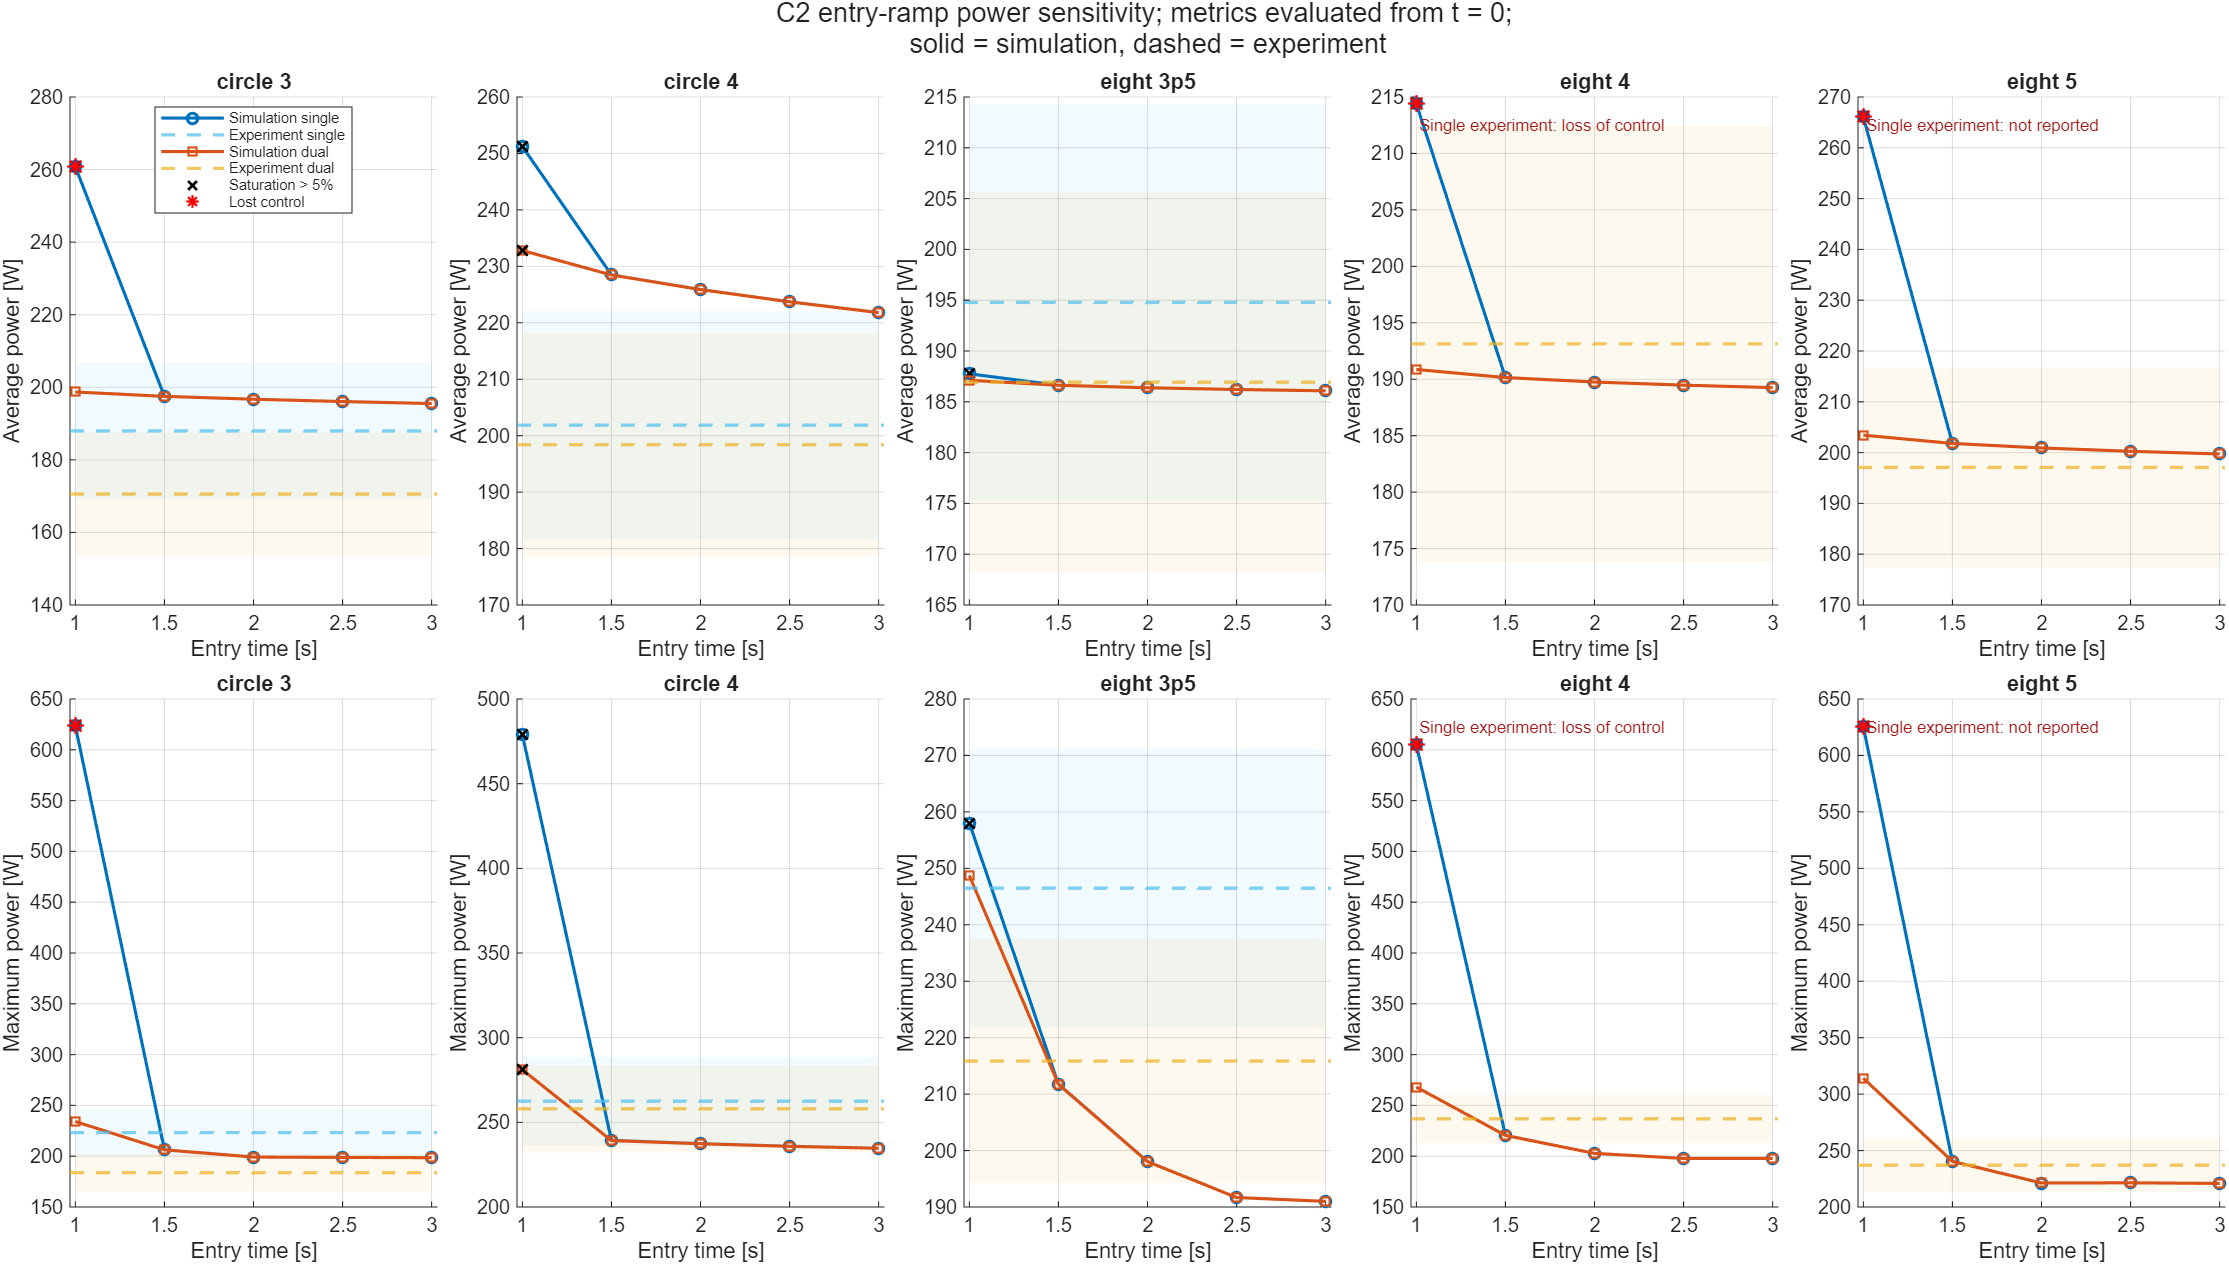 C2 entry-ramp power sensitivity; metrics evaluated from t = 0;
solid = simulation, dashed = experiment
circle 3
280
260
240
220
200
180
160
140
Average power [W]
1 1.5 2 2.5 3
Entry time [s]
Simulation single
Experiment single
Simulation dual
Experiment dual
Saturation > 5%
Lost control
circle 4
260
250
240
230
220
210
200
190
180
170
Average power [W]
1 1.5 2 2.5 3
Entry time [s]
eight 3p5
215
210
205
200
195
190
185
180
175
170
165
Average power [W]
1 1.5 2 2.5 3
Entry time [s]
eight 4
215
210
205
200
195
190
185
180
175
170
Average power [W]
Single experiment: loss of control
1 1.5 2 2.5 3
Entry time [s]
eight 5
270
260
250
240
230
220
210
200
190
180
170
Average power [W]
Single experiment: not reported
1 1.5 2 2.5 3
Entry time [s]
circle 3
650
600
550
500
450
400
350
300
250
200
150
Maximum power [W]
1 1.5 2 2.5 3
Entry time [s]
circle 4
500
450
400
350
300
250
200
Maximum power [W]
1 1.5 2 2.5 3
Entry time [s]
eight 3p5
280
270
260
250
240
230
220
210
200
190
Maximum power [W]
1 1.5 2 2.5 3
Entry time [s]
eight 4
650
600
550
500
450
400
350
300
250
200
150
Maximum power [W]
Single experiment: loss of control
1 1.5 2 2.5 3
Entry time [s]
eight 5
650
600
550
500
450
400
350
300
250
200
Maximum power [W]
Single experiment: not reported
1 1.5 2 2.5 3
Entry time [s]